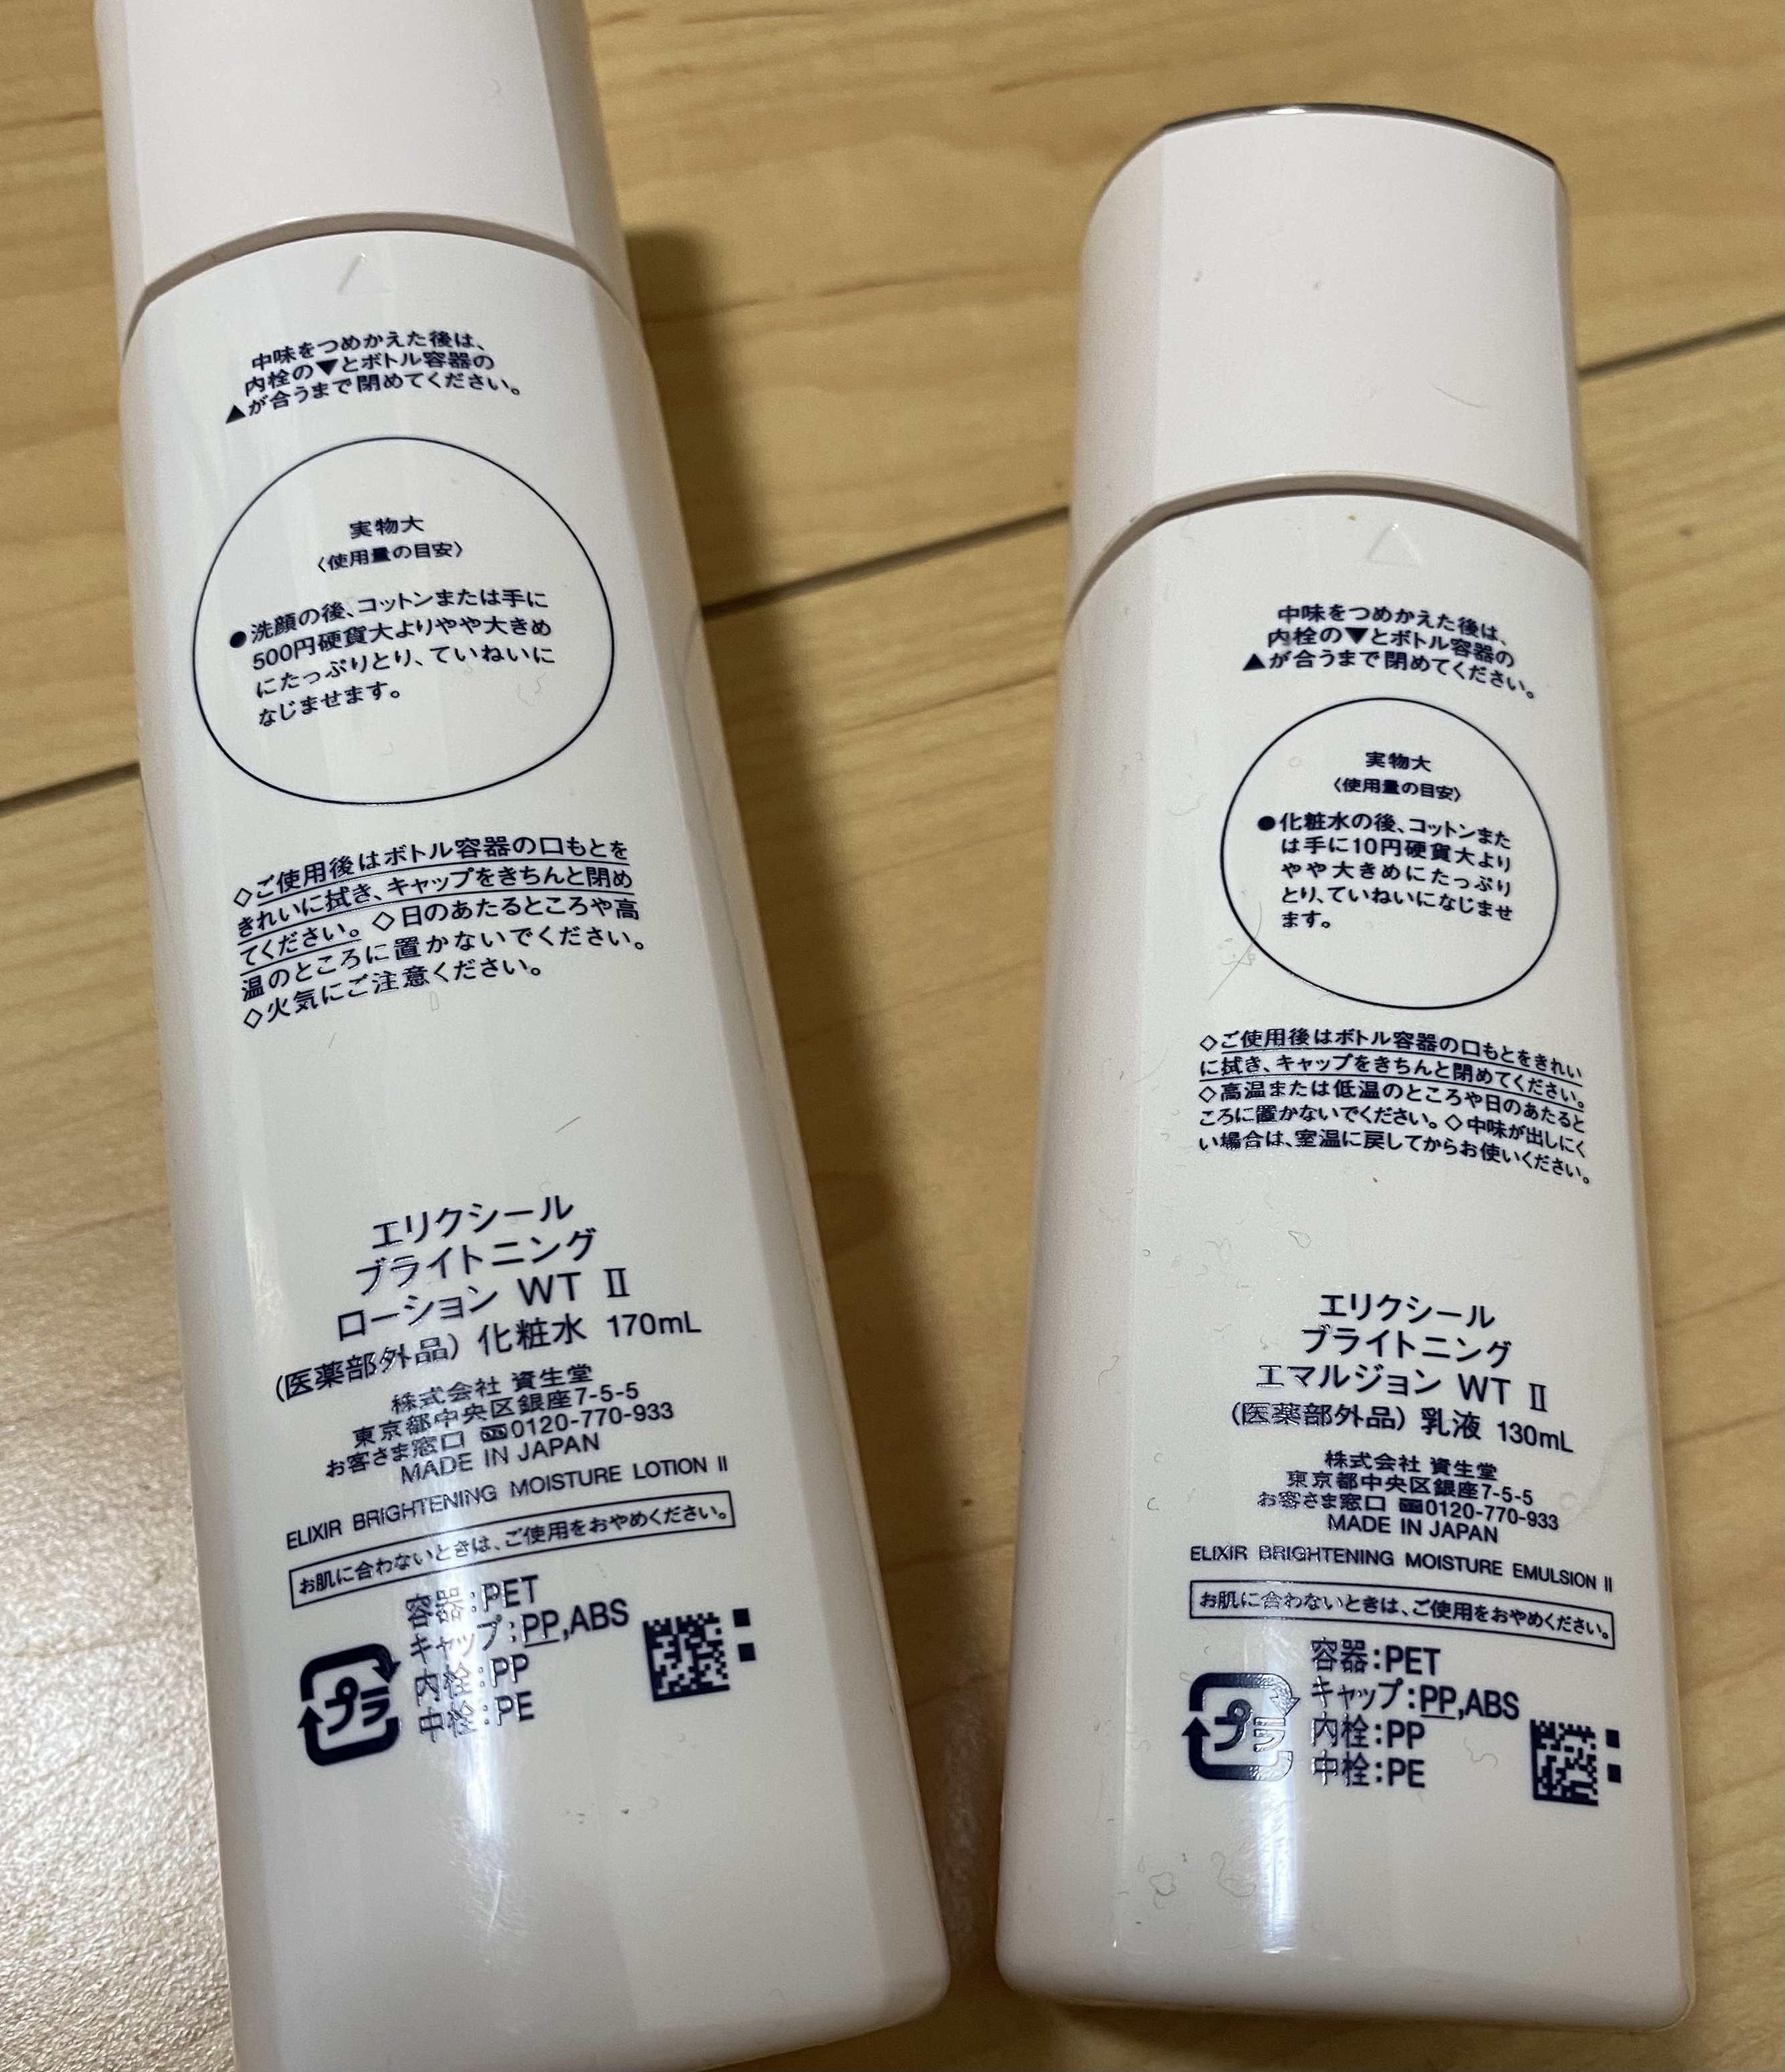 中味をつめかえた後は、
内栓の▼とボトル容器の
▲が合うまで閉めてください。
実物大
〈使用量の目安〉
●洗顔の後、コットンまたは手に
500円硬貨大よりやや大きめ
にたっぷりとり、ていねいに
なじませます。
◇ご使用後はボトル容器の口もとを
きれいに拭き、キャップをきちんと閉め
てください。◇日のあたるところや高
温のところに置かないでください。
◇火気にご注意ください。
エリクシール
ブライトニング
ローション WT Ⅱ
(医薬部外品) 化粧水 170mL
株式会社 資生堂
東京都中央区銀座7-5-5
お客さま窓口 0120-770-933
MADE IN JAPAN
ELIXIR BRIGHTENING MOISTURE LOTION II
お肌に合わないときは、ご使用をおやめください。
プラ
容器:PET
キャップ:PP,ABS
内栓:PP
中栓:PE
中味をつめかえた後は、
内栓の▼とボトル容器の
▲が合うまで閉めてください。
実物大
〈使用量の目安〉
●化粧水の後、コットンまた
は手に10円硬貨大より
やや大きめにたっぷり
とり、ていねいになじませ
ます。
◇ご使用後はボトル容器の口もとをきれい
に拭き、キャップをきちんと閉めてください。
◇高温または低温のところや日のあたると
ころに置かないでください。◇中味が出しにく
い場合は、室温に戻してからお使いください。
エリクシール
ブライトニング
エマルジョン WT Ⅱ
(医薬部外品) 乳液 130mL
株式会社 資生堂
東京都中央区銀座7-5-5
お客さま窓口 0120-770-933
MADE IN JAPAN
ELIXIR BRIGHTENING MOISTURE EMULSION II
お肌に合わないときは、ご使用をおやめください。
プラ
容器:PET
キャップ:PP,ABS
内栓:PP
中栓:PE